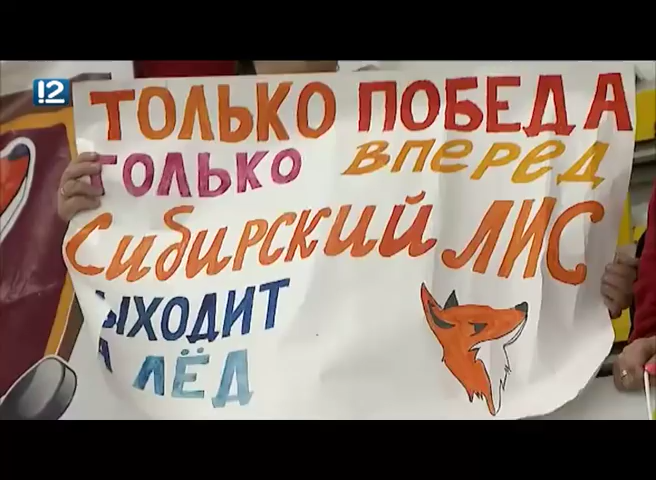 12
ТОЛЬКО ПОБЕДА
ТОЛЬКО ВПЕРЕД
Сибирский ЛИС
ЫХОДИТ
А ЛЁД